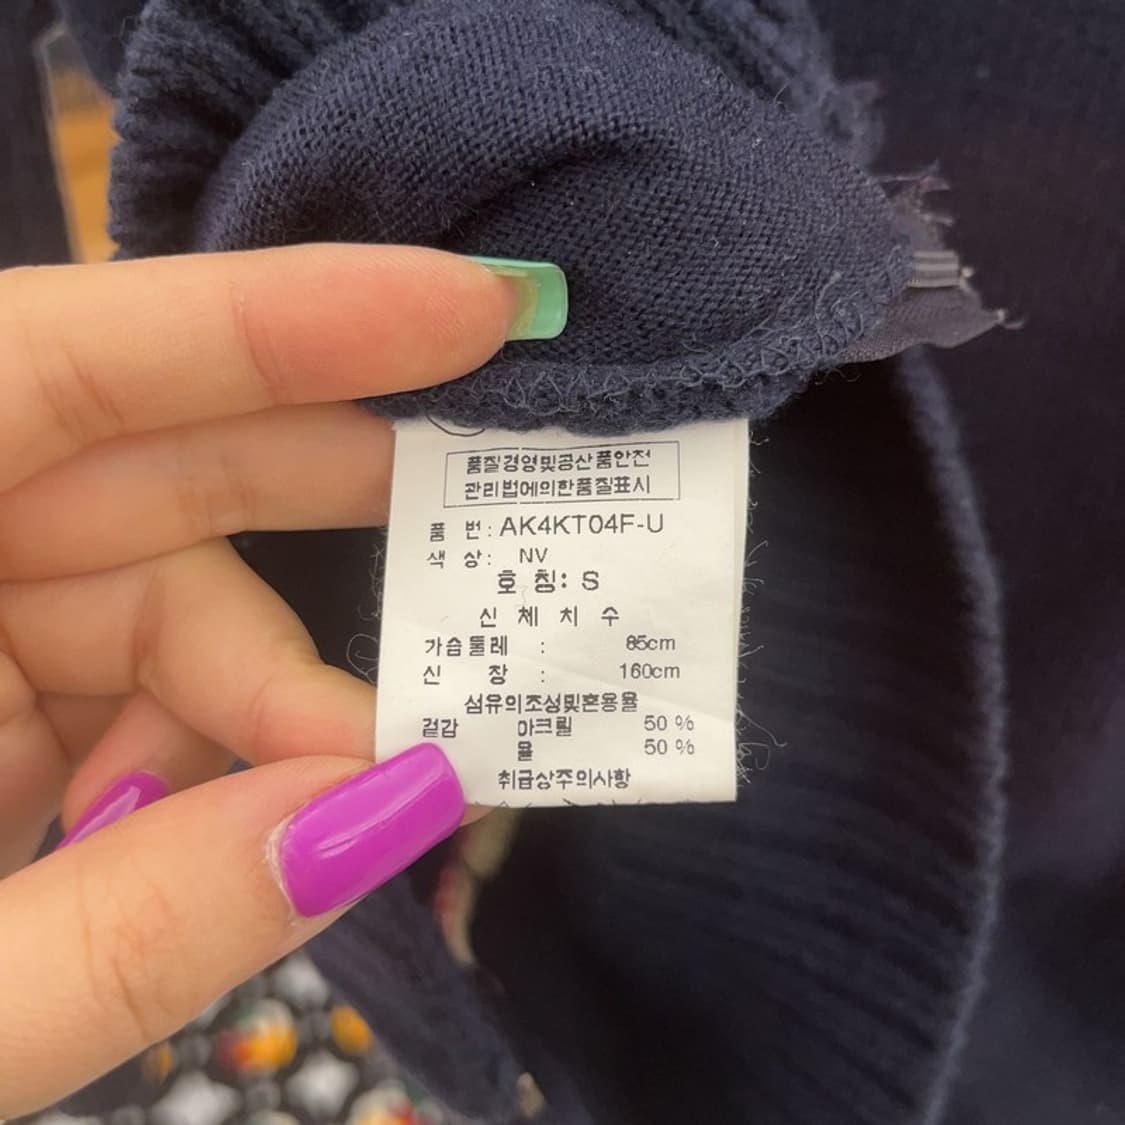 품질경영및공산품안전
관리법에의한품질표시
품 번: AK4KT04F-U
색 상: NV
호 칭: S
신 체 치 수
가슴둘레 : 85cm
신 장 : 160cm
섬유의조성및혼용율
겉감 아크릴 50 %
울 50 %
취급상주의사항